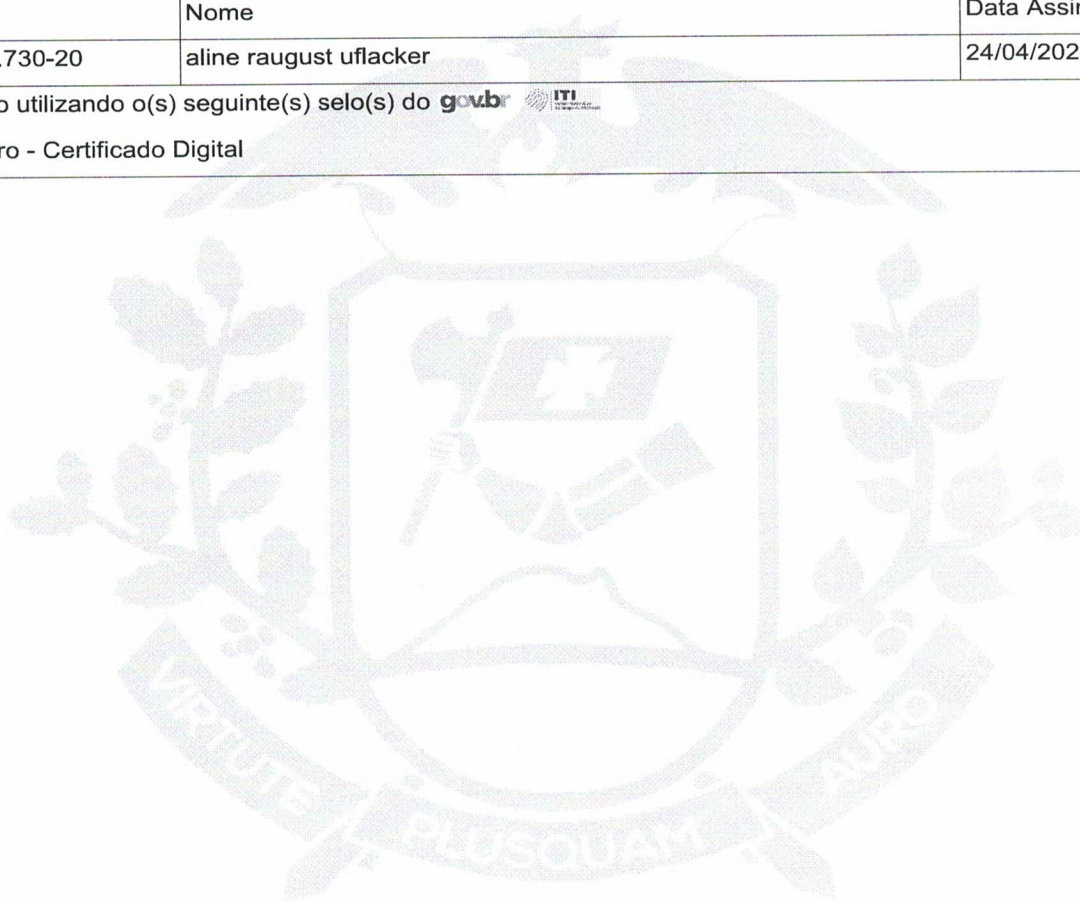 Nome Data Assi
.730-20 aline raugust uflacker 24/04/202
o utilizando o(s) seguinte(s) selo(s) do gov.br ITI
ro - Certificado Digital
VIRTUTE PLUSQUAM AURO